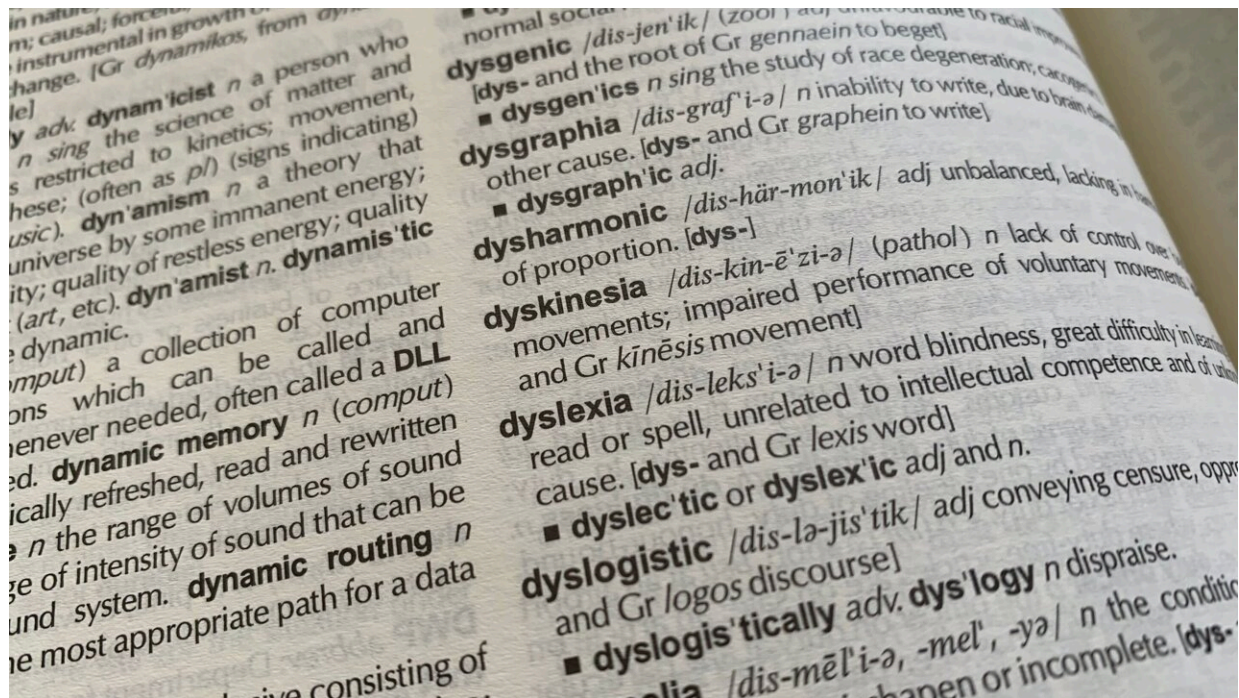 in nature
m; causal; forceful
instrumental in growth or
change. [Gr dynamikos, from
le]
y adv. dynam'icist n a person who
n sing the science of matter and
restricted to kinetics; movement,
hese; (often as pl) (signs indicating)
usic). dyn'amism n a theory that
universe by some immanent energy;
ity; quality of restless energy; quality
(art, etc). dyn'amist n. dynamis'tic
dynamic.
omput) a collection of computer
ons which can be called and
henever needed, often called a DLL
ed. dynamic memory n (comput)
ically refreshed, read and rewritten
n the range of volumes of sound
ge of intensity of sound that can be
und system. dynamic routing n
he most appropriate path for a data
consisting of
normal social
dysgenic /dis-jen'ik/ (zool) adj unfavourable to racial
[dys- and the root of Gr gennaein to beget]
■ dysgen'ics n sing the study of race degeneration;
dysgraphia /dis-graf'i-ə/ n inability to write, due to
other cause. [dys- and Gr graphein to write]
■ dysgraph'ic adj.
dysharmonic /dis-här-mon'ik/ adj unbalanced, lacking in
of proportion. [dys-]
dyskinesia /dis-kin-ē'zi-ə/ (pathol) n lack of control over
movements; impaired performance of voluntary movements
and Gr kīnēsis movement]
dyslexia /dis-leks'i-ə/ n word blindness, great difficulty in learning
read or spell, unrelated to intellectual competence and of
cause. [dys- and Gr lexis word]
■ dyslec'tic or dyslex'ic adj and n.
dyslogistic /dis-lə-jis'tik/ adj conveying censure,
and Gr logos discourse]
■ dyslogis'tically adv. dys'logy n dispraise.
/dis-mēl'i-ə, -mel', -yə/ n the
or incomplete. [dys-